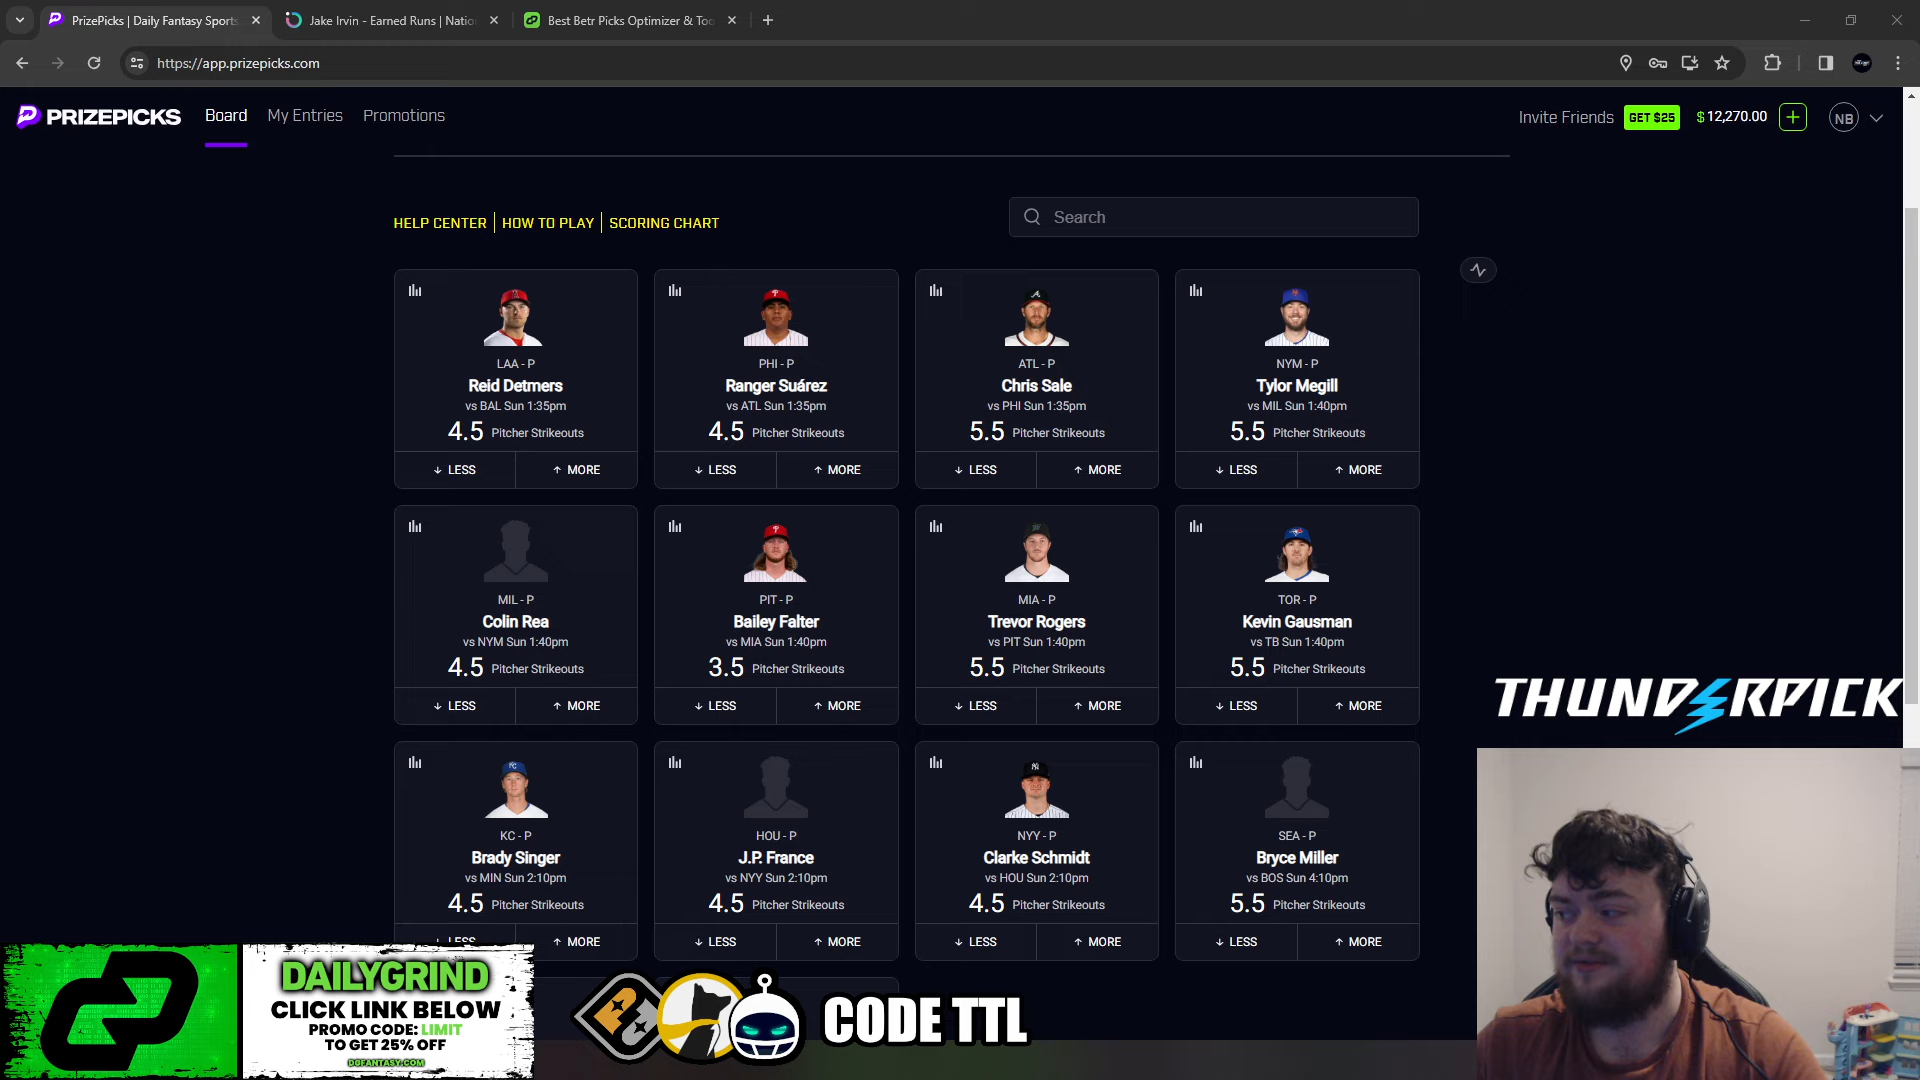 PrizePicks | Daily Fantasy Sports
Jake Irvin - Earned Runs | Natio
Best Betr Picks Optimizer & Too
https://app.prizepicks.com
PRIZEPICKS
Board
My Entries
Promotions
Invite Friends
GET $25
$ 12,270.00
NB
HELP CENTER
HOW TO PLAY
SCORING CHART
Search
LAA - P
Reid Detmers
vs BAL Sun 1:35pm
4.5 Pitcher Strikeouts
LESS
MORE
PHI - P
Ranger Suárez
vs ATL Sun 1:35pm
4.5 Pitcher Strikeouts
LESS
MORE
ATL - P
Chris Sale
vs PHI Sun 1:35pm
5.5 Pitcher Strikeouts
LESS
MORE
NYM - P
Tylor Megill
vs MIL Sun 1:40pm
5.5 Pitcher Strikeouts
LESS
MORE
MIL - P
Colin Rea
vs NYM Sun 1:40pm
4.5 Pitcher Strikeouts
LESS
MORE
PIT - P
Bailey Falter
vs MIA Sun 1:40pm
3.5 Pitcher Strikeouts
LESS
MORE
MIA - P
Trevor Rogers
vs PIT Sun 1:40pm
5.5 Pitcher Strikeouts
LESS
MORE
TOR - P
Kevin Gausman
vs TB Sun 1:40pm
5.5 Pitcher Strikeouts
LESS
MORE
KC - P
Brady Singer
vs MIN Sun 2:10pm
4.5 Pitcher Strikeouts
LESS
MORE
HOU - P
J.P. France
vs NYY Sun 2:10pm
4.5 Pitcher Strikeouts
LESS
MORE
NYY - P
Clarke Schmidt
vs HOU Sun 2:10pm
4.5 Pitcher Strikeouts
LESS
MORE
SEA - P
Bryce Miller
vs BOS Sun 4:10pm
5.5 Pitcher Strikeouts
LESS
MORE
THUNDERPICK
DAILYGRIND
CLICK LINK BELOW
PROMO CODE: LIMIT
TO GET 25% OFF
DGFANTASY.COM
CODE TTL